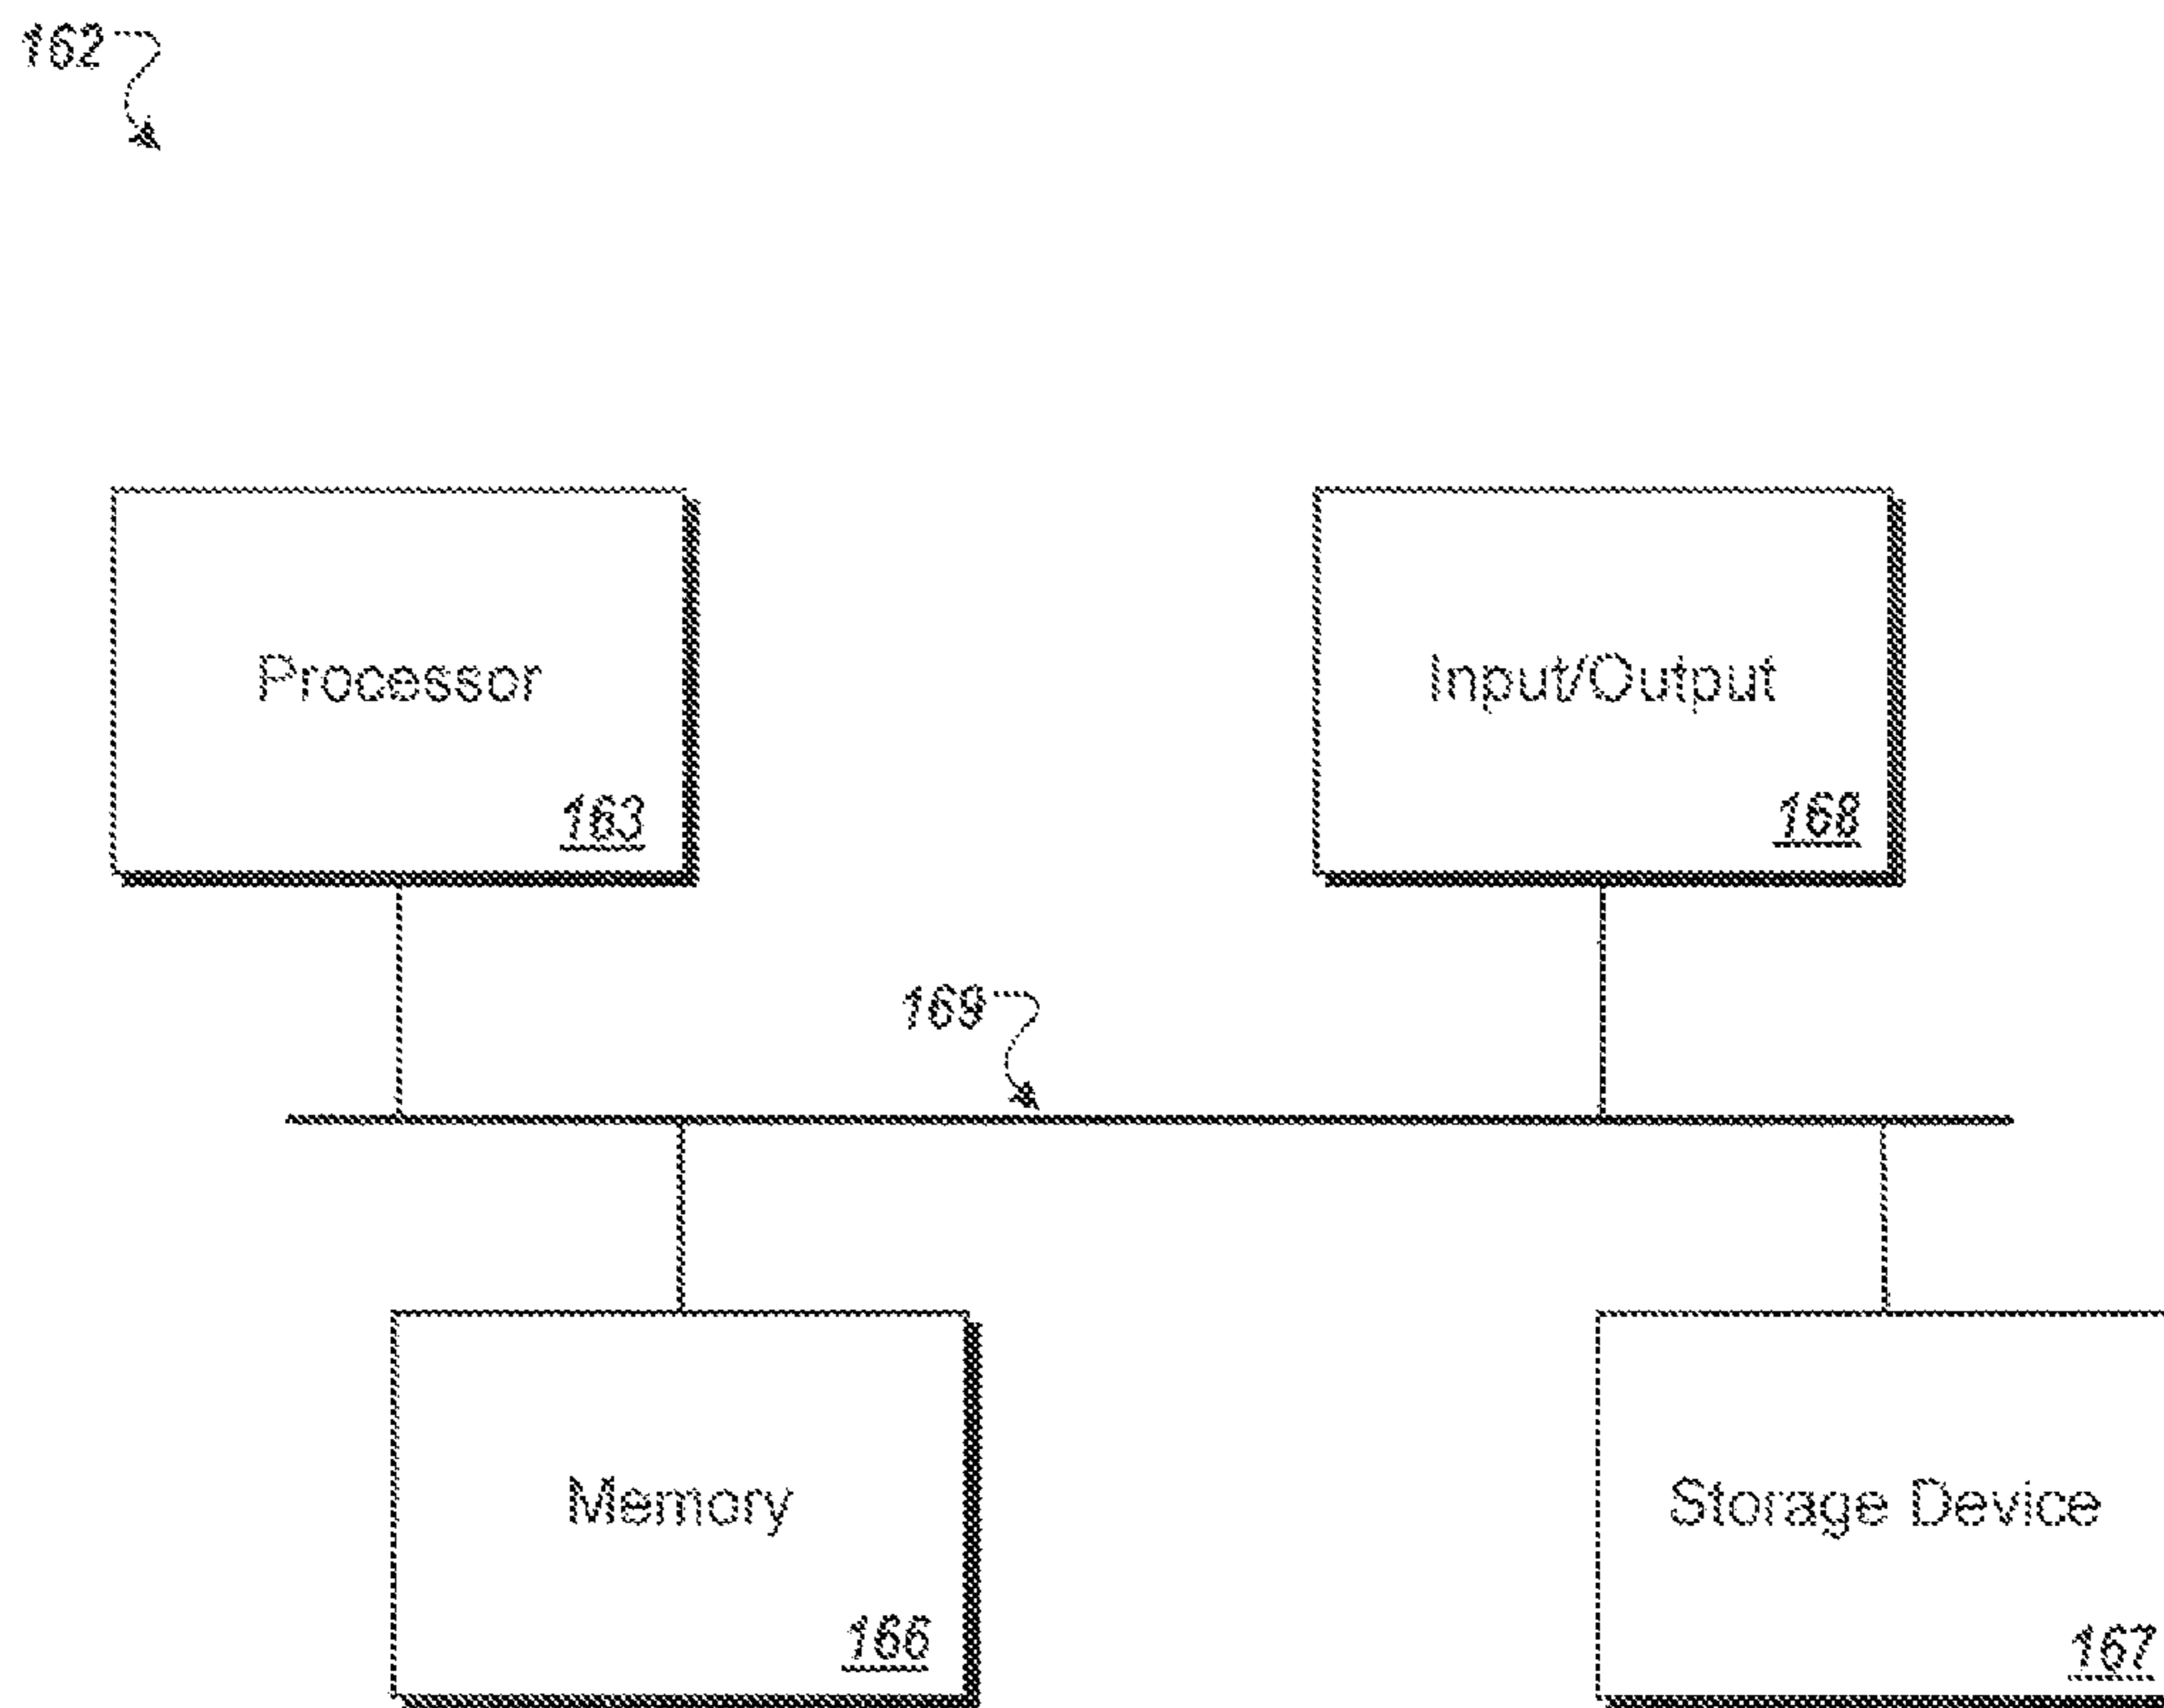 162
Processor
163
Input/Output
168
169
Memory
166
Storage Device
167